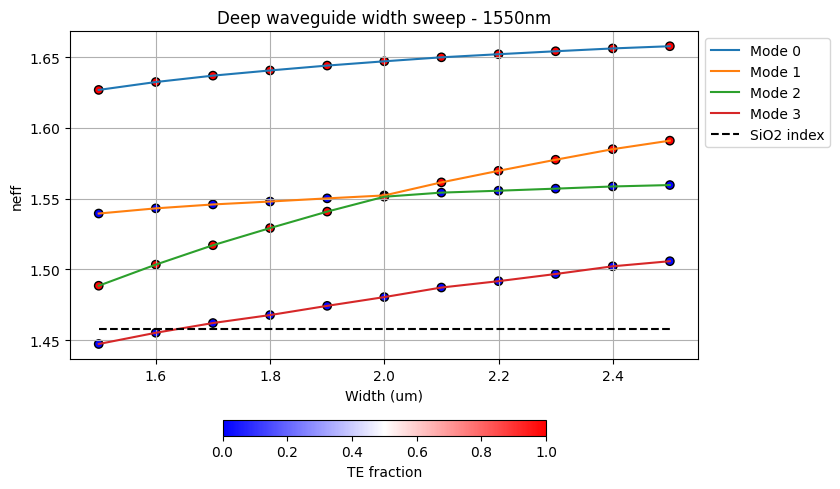 Deep waveguide width sweep - 1550nm
Mode 0
Mode 1
Mode 2
Mode 3
SiO2 index
neff
1.65
1.60
1.55
1.50
1.45
1.6 1.8 2.0 2.2 2.4
Width (um)
0.0 0.2 0.4 0.6 0.8 1.0
TE fraction